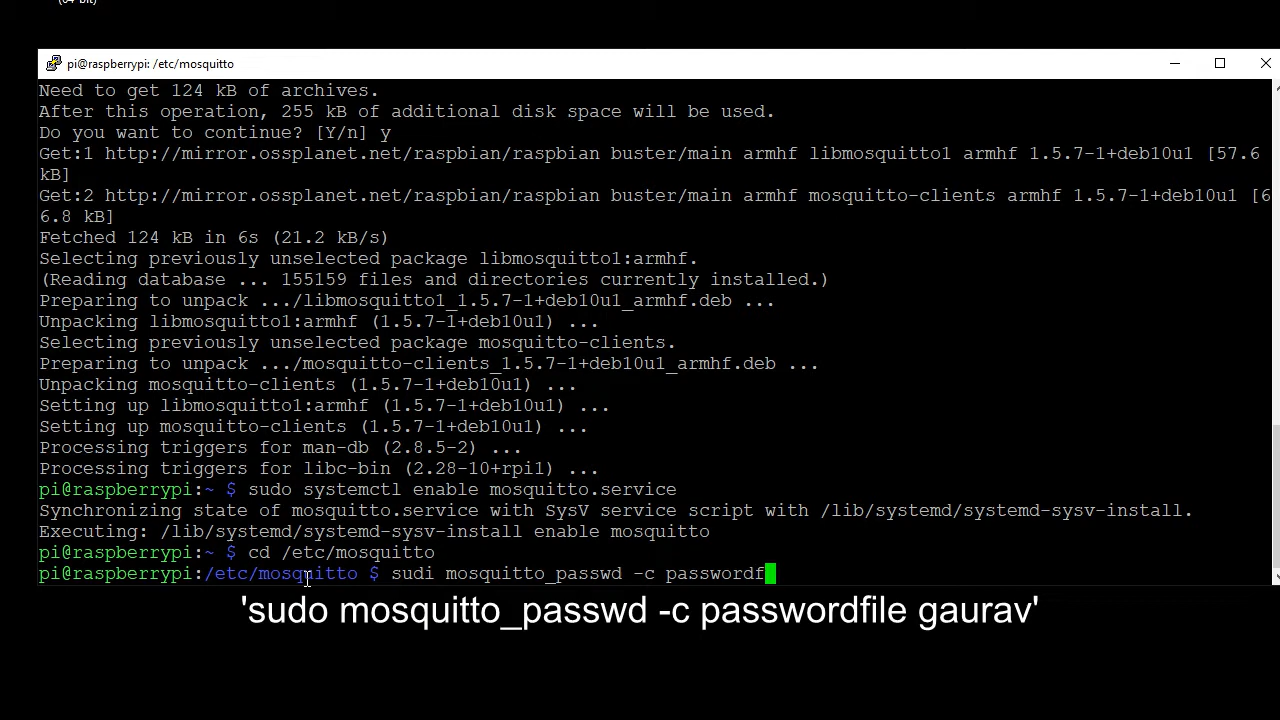 (64-bit)
pi@raspberrypi: /etc/mosquitto
Need to get 124 kB of archives.
After this operation, 255 kB of additional disk space will be used.
Do you want to continue? [Y/n] y
Get:1 http://mirror.ossplanet.net/raspbian/raspbian buster/main armhf libmosquitto1 armhf 1.5.7-1+deb10u1 [57.6
kB]
Get:2 http://mirror.ossplanet.net/raspbian/raspbian buster/main armhf mosquitto-clients armhf 1.5.7-1+deb10u1 [6
6.8 kB]
Fetched 124 kB in 6s (21.2 kB/s)
Selecting previously unselected package libmosquitto1:armhf.
(Reading database ... 155159 files and directories currently installed.)
Preparing to unpack .../libmosquitto1_1.5.7-1+deb10u1_armhf.deb ...
Unpacking libmosquitto1:armhf (1.5.7-1+deb10u1) ...
Selecting previously unselected package mosquitto-clients.
Preparing to unpack .../mosquitto-clients_1.5.7-1+deb10u1_armhf.deb ...
Unpacking mosquitto-clients (1.5.7-1+deb10u1) ...
Setting up libmosquitto1:armhf (1.5.7-1+deb10u1) ...
Setting up mosquitto-clients (1.5.7-1+deb10u1) ...
Processing triggers for man-db (2.8.5-2) ...
Processing triggers for libc-bin (2.28-10+rpi1) ...
pi@raspberrypi:~ $ sudo systemctl enable mosquitto.service
Synchronizing state of mosquitto.service with SysV service script with /lib/systemd/systemd-sysv-install.
Executing: /lib/systemd/systemd-sysv-install enable mosquitto
pi@raspberrypi:~ $ cd /etc/mosquitto
pi@raspberrypi:/etc/mosquitto $ sudi mosquitto_passwd -c passwordf
'sudo mosquitto_passwd -c passwordfile gaurav'